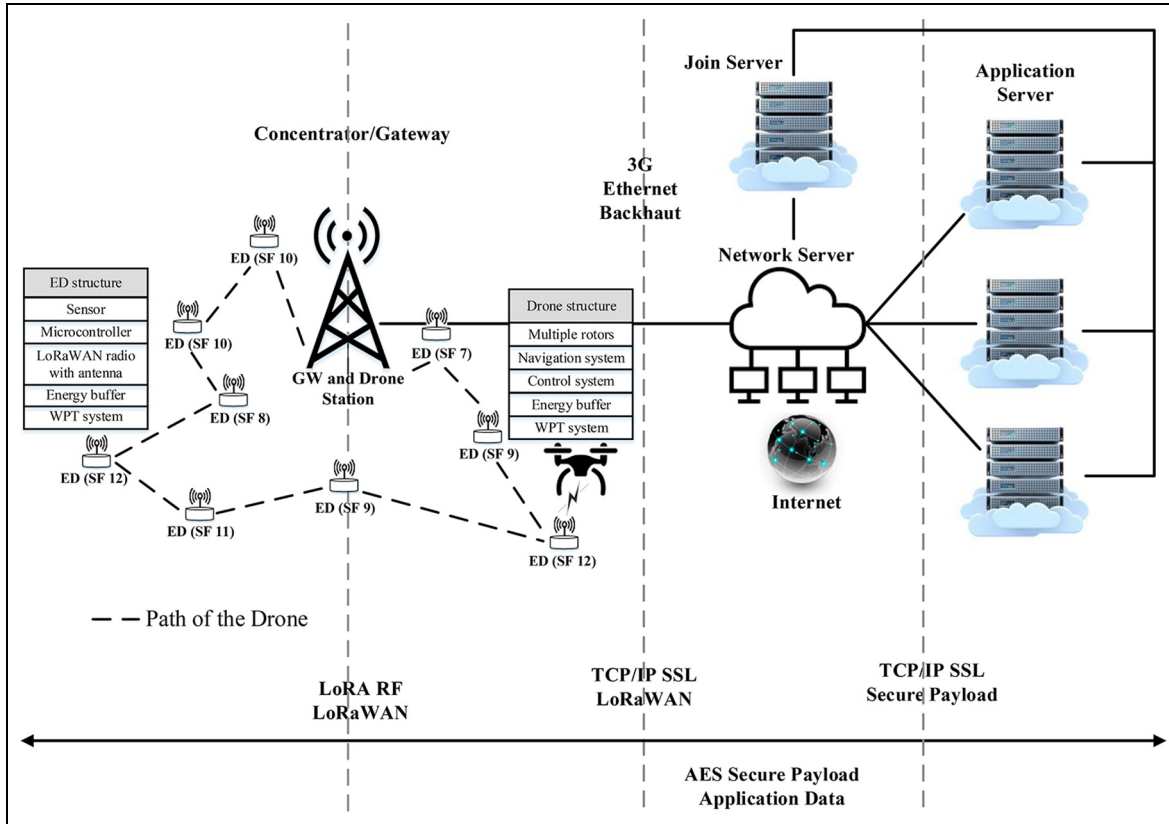 Join Server
Application
Server
Concentrator/Gateway
3G
Ethernet
Backhaut
Network Server
ED (SF 10)
ED structure
Sensor
Microcontroller
LoRaWAN radio
with antenna
Energy buffer
WPT system
ED (SF 10)
ED (SF 8)
ED (SF 12)
ED (SF 11)
ED (SF 9)
GW and Drone
Station
ED (SF 7)
ED (SF 9)
ED (SF 12)
Drone structure
Multiple rotors
Navigation system
Control system
Energy buffer
WPT system
Internet
Path of the Drone
LoRA RF
LoRaWAN
TCP/IP SSL
LoRaWAN
TCP/IP SSL
Secure Payload
AES Secure Payload
Application Data